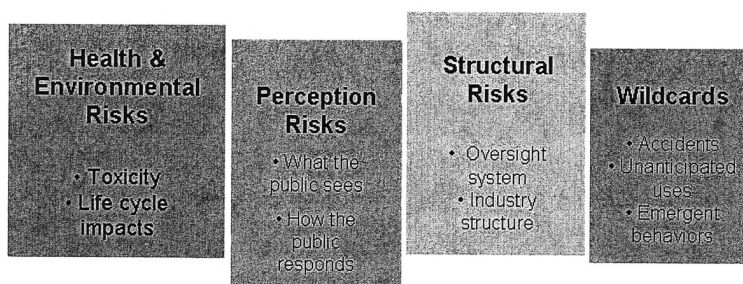 Health &
Environmental
Risks
• Toxicity
• Life cycle
impacts
Perception
Risks
• What the
public sees
• How the
public
responds
Structural
Risks
• Oversight
system
• Industry
structure
Wildcards
• Accidents
• Unanticipated
uses
• Emergent
behaviors